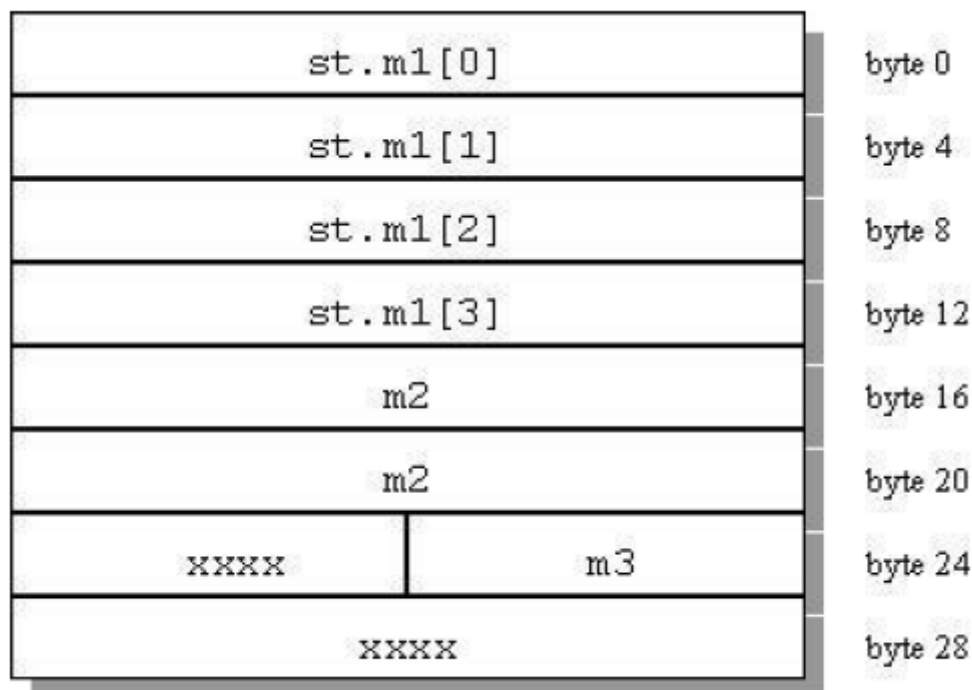 st.m1[0] byte 0
st.m1[1] byte 4
st.m1[2] byte 8
st.m1[3] byte 12
m2 byte 16
m2 byte 20
xxxx m3 byte 24
xxxx byte 28